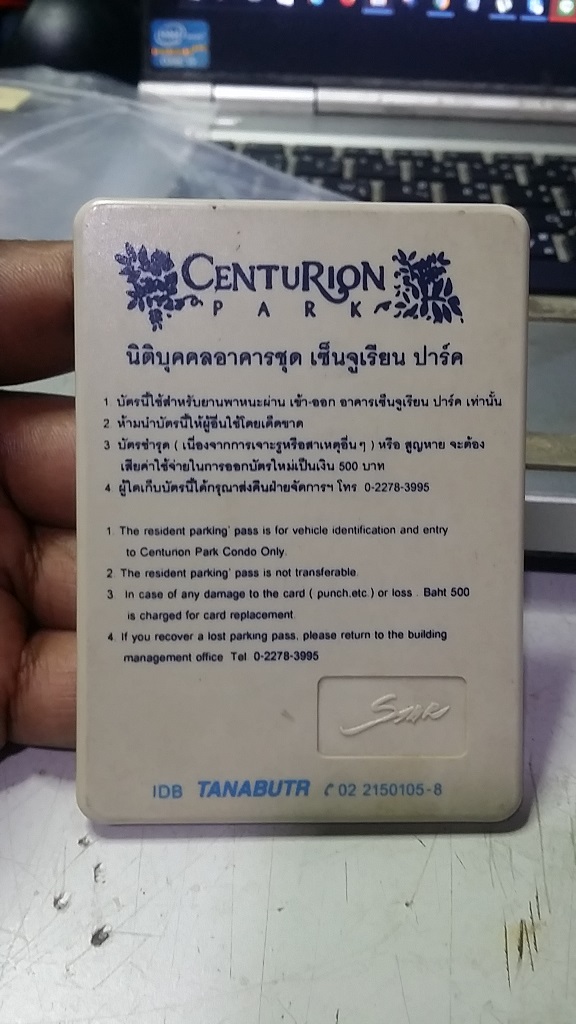 CENTURION
PARK
นิติบุคคลอาคารชุด เซ็นจูเรียน ปาร์ค
1 บัตรนี้ใช้สำหรับยานพาหนะผ่าน เข้า-ออก อาคารเซ็นจูเรียน ปาร์ค เท่านั้น
2 ห้ามนำบัตรนี้ให้ผู้อื่นใช้โดยเด็ดขาด
3 บัตรชำรุด ( เนื่องจากการเจาะรูหรือสาเหตุอื่นๆ ) หรือ สูญหาย จะต้อง
เสียค่าใช้จ่ายในการออกบัตรใหม่เป็นเงิน 500 บาท
4. ผู้ใดเก็บบัตรนี้ได้กรุณาส่งคืนฝ่ายจัดการฯ โทร 0-2278-3995
1. The resident parking' pass is for vehicle identification and entry
to Centurion Park Condo Only.
2 The resident parking' pass is not transferable.
3. In case of any damage to the card ( punch,etc.) or loss . Baht 500
is charged for card replacement.
4. If you recover a lost parking pass, please return to the building
management office Tel 0-2278-3995
IDB TANABUTR ✆ 02 2150105-8